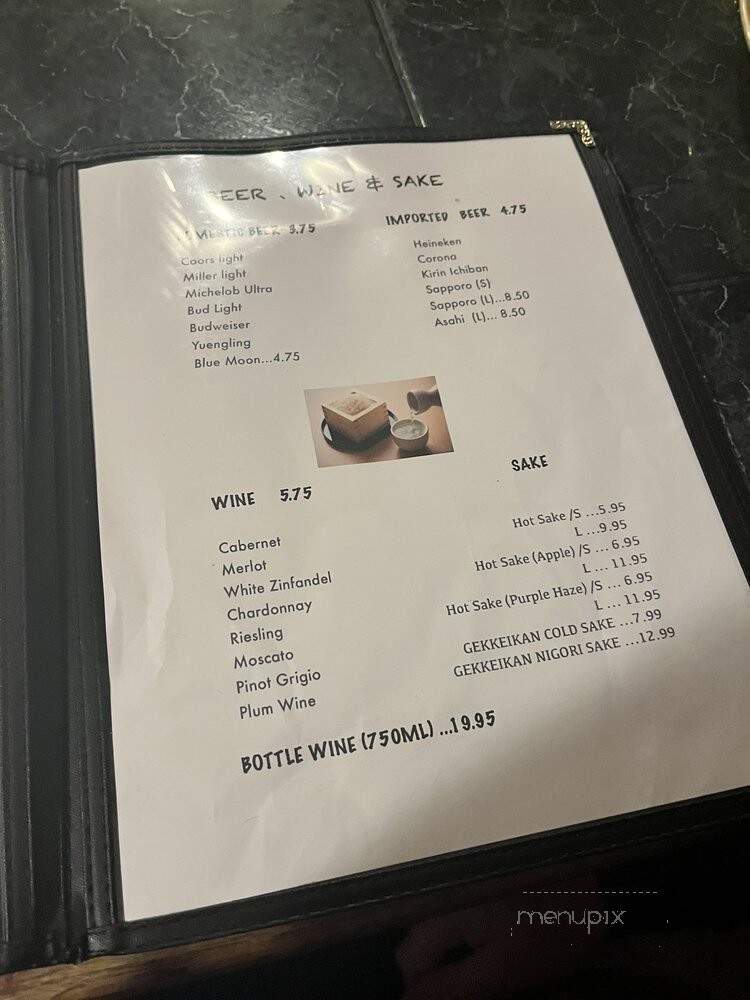 BEER , WINE & SAKE
DOMESTIC BEER 3.75
Coors light
Miller light
Michelob Ultra
Bud Light
Budweiser
Yuengling
Blue Moon...4.75
IMPORTED BEER 4.75
Heineken
Corona
Kirin Ichiban
Sapporo (S)
Sapporo (L)...8.50
Asahi (L)... 8.50
WINE 5.75
Cabernet
Merlot
White Zinfandel
Chardonnay
Riesling
Moscato
Pinot Grigio
Plum Wine
SAKE
Hot Sake /S ...5.95
L ...9.95
Hot Sake (Apple) /S ... 6.95
L ... 11.95
Hot Sake (Purple Haze) /S ... 6.95
L ... 11.95
GEKKEIKAN COLD SAKE ...7.99
GEKKEIKAN NIGORI SAKE ...12.99
BOTTLE WINE (750ML) ...19.95
menupix